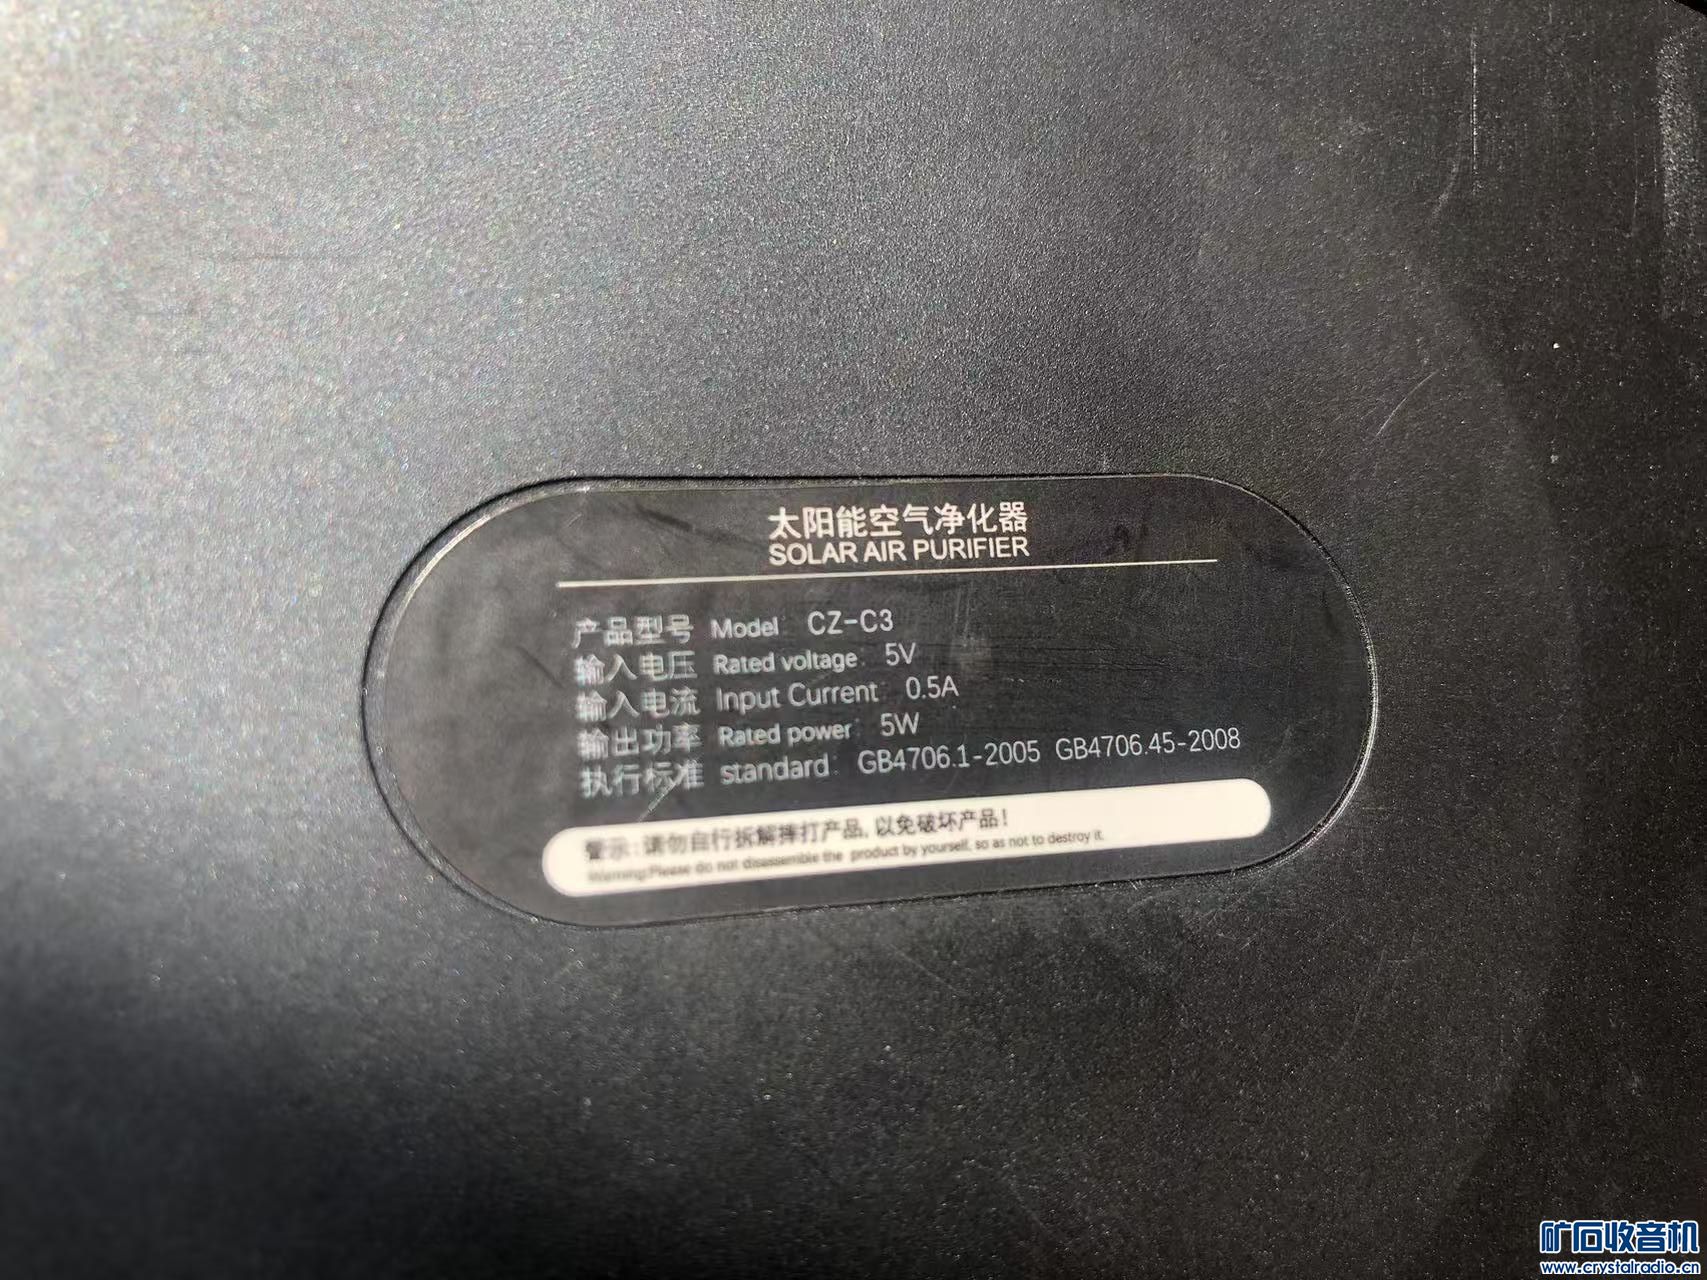 太阳能空气净化器
SOLAR AIR PURIFIER
产品型号 Model CZ-C3
输入电压 Rated voltage: 5V
输入电流 Input Current 0.5A
输出功率 Rated power: 5W
执行标准 standard: GB4706.1-2005 GB4706.45-2008
警示:请勿自行拆解摔打产品,以免破坏产品!
Warning:Please do not disassemble the product by yourself, so as not to destroy it.
矿石收音机
www.crystalradio.cn